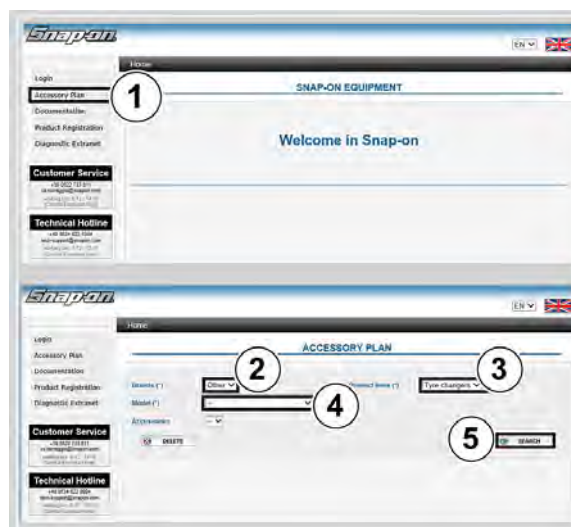 Snap-on
EN
Home
Login
Accessory Plan
Documentation
Product Registration
Diagnostic Extranet
1
SNAP-ON EQUIPMENT
Welcome in Snap-on
Customer Service
Technical Hotline
Snap-on
EN
Home
Login
Accessory Plan
Documentation
Product Registration
Diagnostic Extranet
ACCESSORY PLAN
2
3
Brands (*)
Other
(*)
Tyre changers
Model (*)
--
4
Accessories
--
DELETE
5
SEARCH
Customer Service
Technical Hotline